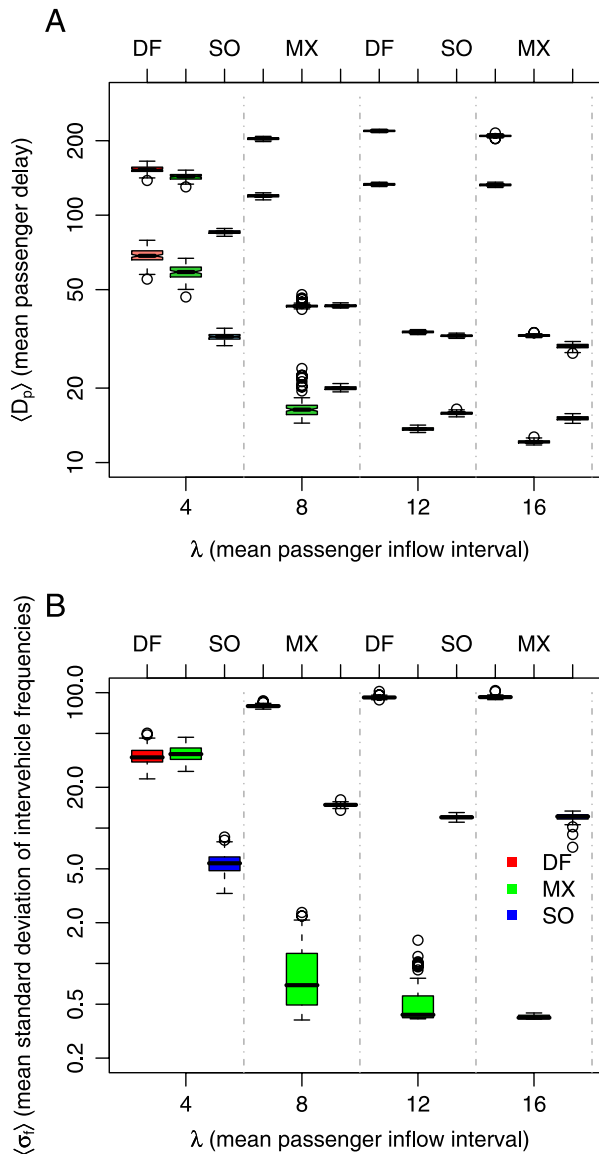 A
DF SO MX DF SO MX
200
100
50
20
10
⟨Dp⟩ (mean passenger delay)
4 8 12 16
λ (mean passenger inflow interval)
B
DF SO MX DF SO MX
100.0
20.0
5.0
2.0
0.5
0.2
⟨σf⟩ (mean standard deviation of intervehicle frequencies)
DF
MX
SO
4 8 12 16
λ (mean passenger inflow interval)